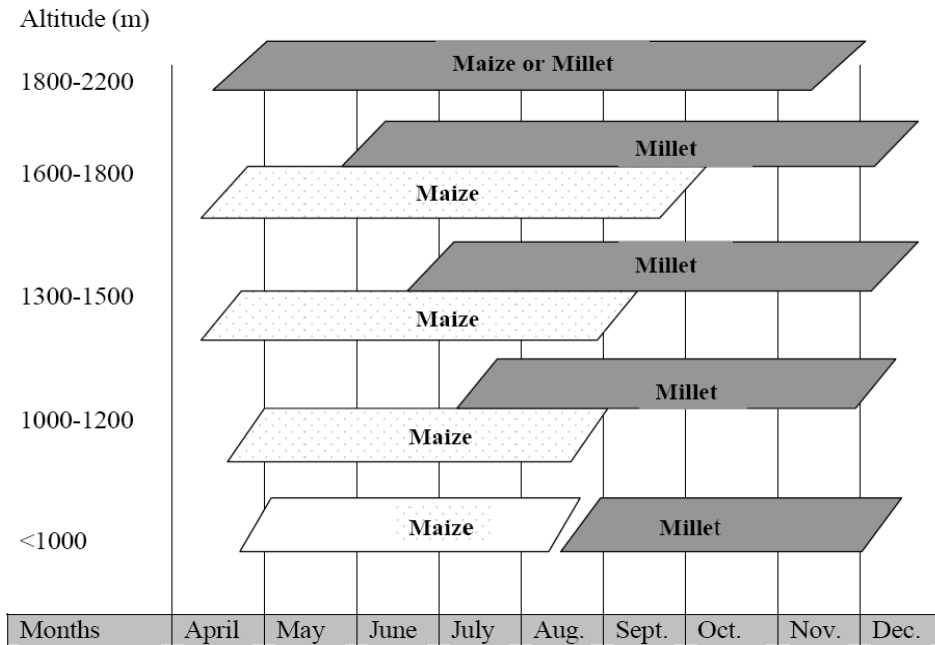 Altitude (m)
Maize or Millet
1800-2200
Millet
1600-1800
Maize
Millet
1300-1500
Maize
Millet
1000-1200
Maize
<1000
Maize
Millet
Months April May June July Aug. Sept. Oct. Nov. Dec.